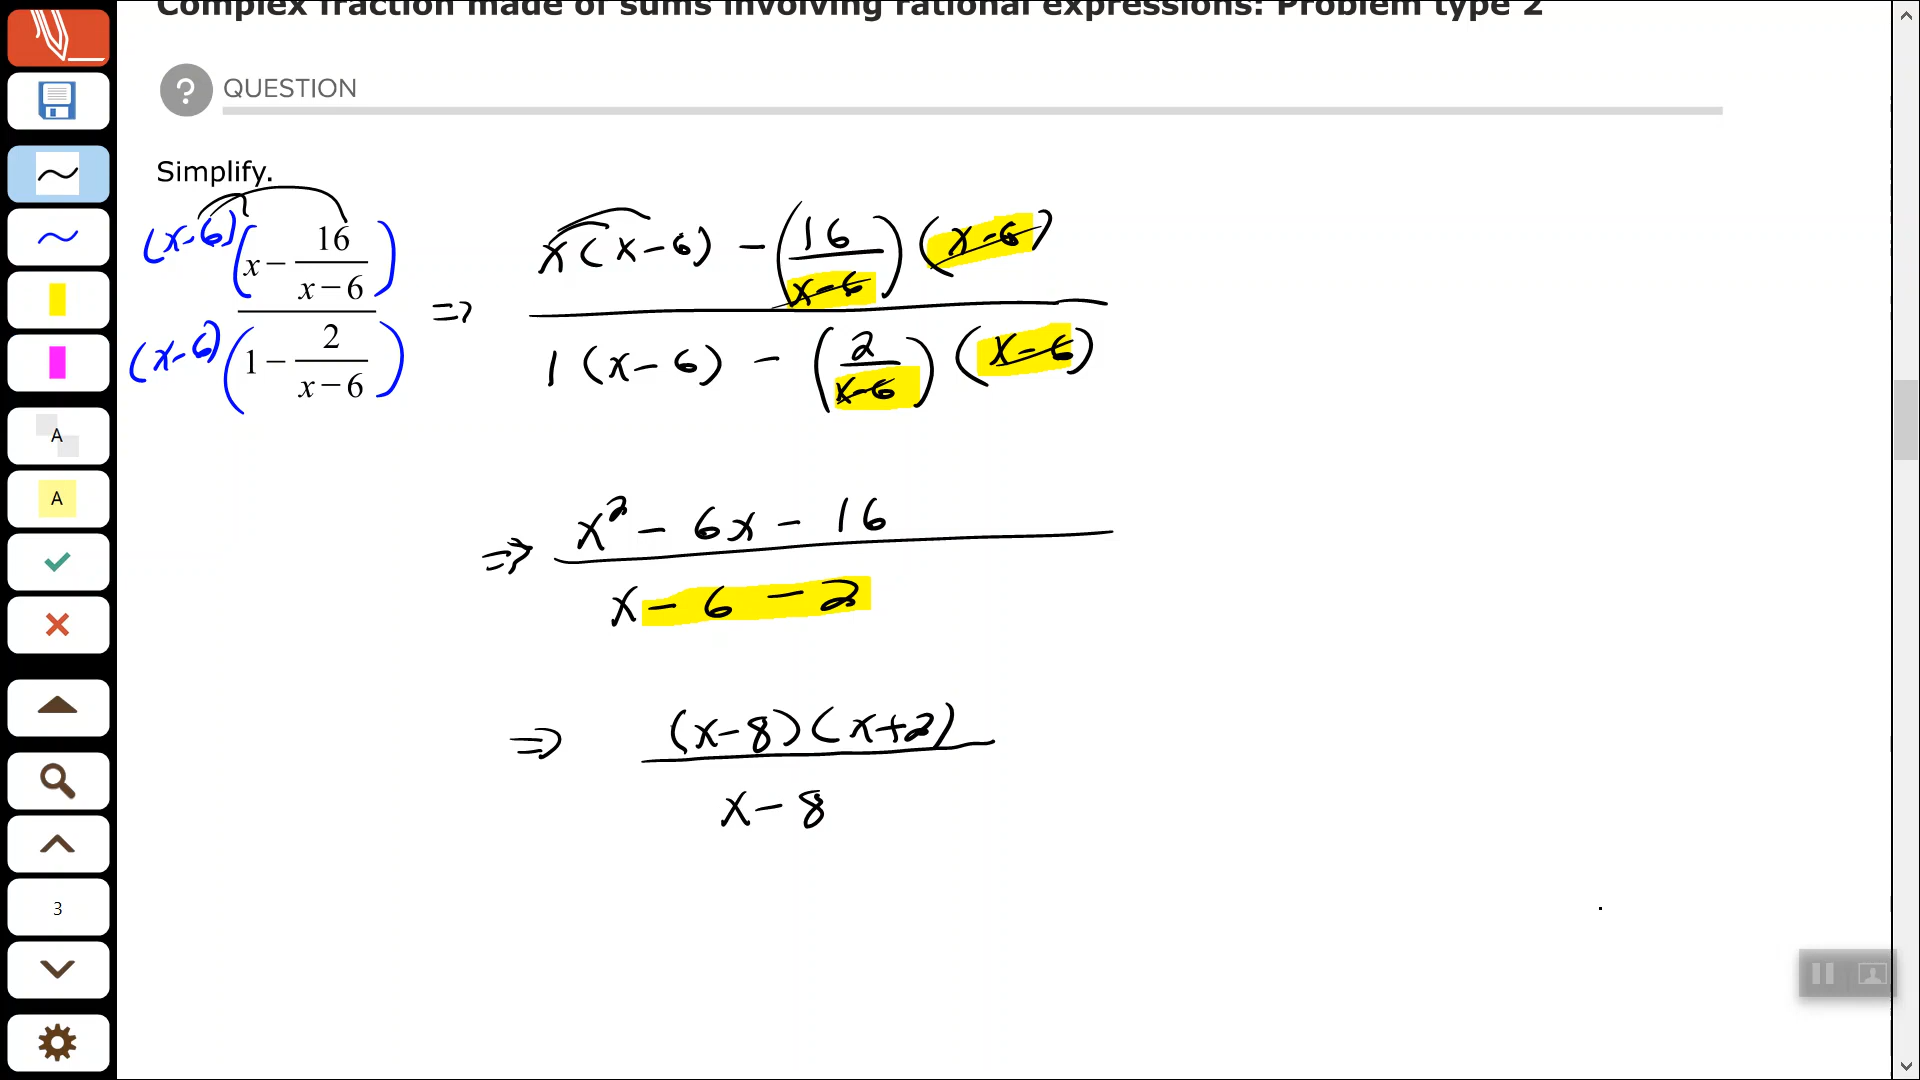 Complex fraction made of sums involving rational expressions: Problem type 2
? QUESTION
Simplify.
(x-6)(x - 16/(x-6))
(x-6)(1 - 2/(x-6))
=> x(x-6) - (16/(x-6))(x-6)
1(x-6) - (2/(x-6))(x-6)
=> x² - 6x - 16
x - 6 - 2
=> (x-8)(x+2)
x - 8
A
A
3